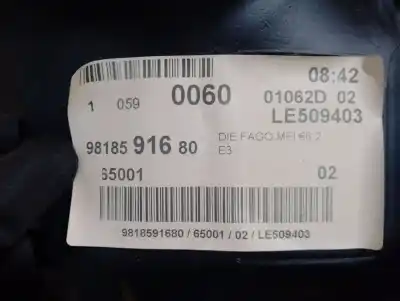 08:42
1 059 0060 01062D 02
LE509403
98185 916 80 DIE FAGO MFI
E3
65001 02
9818591680 / 65001 / 02 / LE509403